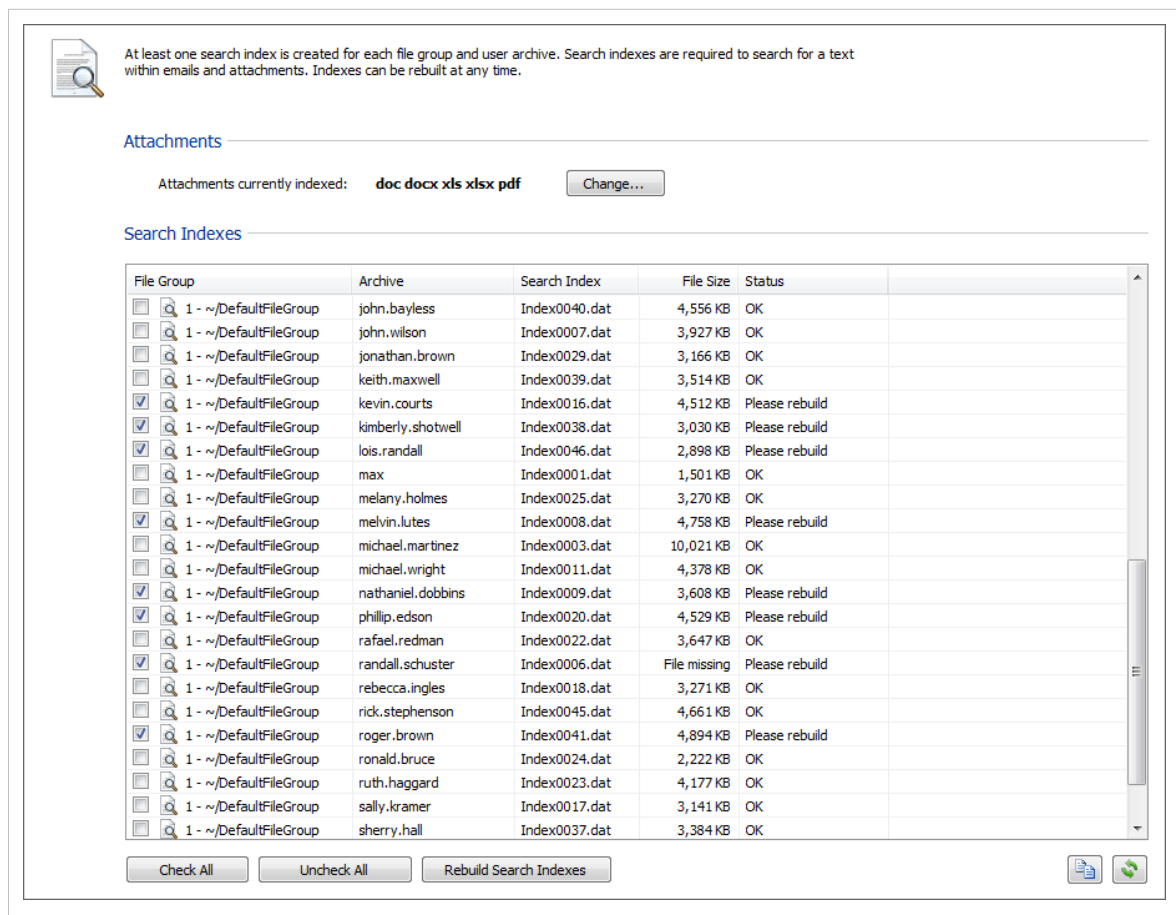 At least one search index is created for each file group and user archive. Search indexes are required to search for a text
within emails and attachments. Indexes can be rebuilt at any time.
Attachments
Attachments currently indexed: doc docx xls xlsx pdf Change...
Search Indexes
File Group Archive Search Index File Size Status
1 - ~/DefaultFileGroup john.bayless Index0040.dat 4,556 KB OK
1 - ~/DefaultFileGroup john.wilson Index0007.dat 3,927 KB OK
1 - ~/DefaultFileGroup jonathan.brown Index0029.dat 3,166 KB OK
1 - ~/DefaultFileGroup keith.maxwell Index0039.dat 3,514 KB OK
1 - ~/DefaultFileGroup kevin.courts Index0016.dat 4,512 KB Please rebuild
1 - ~/DefaultFileGroup kimberly.shotwell Index0038.dat 3,030 KB Please rebuild
1 - ~/DefaultFileGroup lois.randall Index0046.dat 2,898 KB Please rebuild
1 - ~/DefaultFileGroup max Index0001.dat 1,501 KB OK
1 - ~/DefaultFileGroup melany.holmes Index0025.dat 3,270 KB OK
1 - ~/DefaultFileGroup melvin.lutes Index0008.dat 4,758 KB Please rebuild
1 - ~/DefaultFileGroup michael.martinez Index0003.dat 10,021 KB OK
1 - ~/DefaultFileGroup michael.wright Index0011.dat 4,378 KB OK
1 - ~/DefaultFileGroup nathaniel.dobbins Index0009.dat 3,608 KB Please rebuild
1 - ~/DefaultFileGroup phillip.edson Index0020.dat 4,529 KB Please rebuild
1 - ~/DefaultFileGroup rafael.redman Index0022.dat 3,647 KB OK
1 - ~/DefaultFileGroup randall.schuster Index0006.dat File missing Please rebuild
1 - ~/DefaultFileGroup rebecca.ingles Index0018.dat 3,271 KB OK
1 - ~/DefaultFileGroup rick.stephenson Index0045.dat 4,661 KB OK
1 - ~/DefaultFileGroup roger.brown Index0041.dat 4,894 KB Please rebuild
1 - ~/DefaultFileGroup ronald.bruce Index0024.dat 2,222 KB OK
1 - ~/DefaultFileGroup ruth.haggard Index0023.dat 4,177 KB OK
1 - ~/DefaultFileGroup sally.kramer Index0017.dat 3,141 KB OK
1 - ~/DefaultFileGroup sherry.hall Index0037.dat 3,384 KB OK
Check All Uncheck All Rebuild Search Indexes